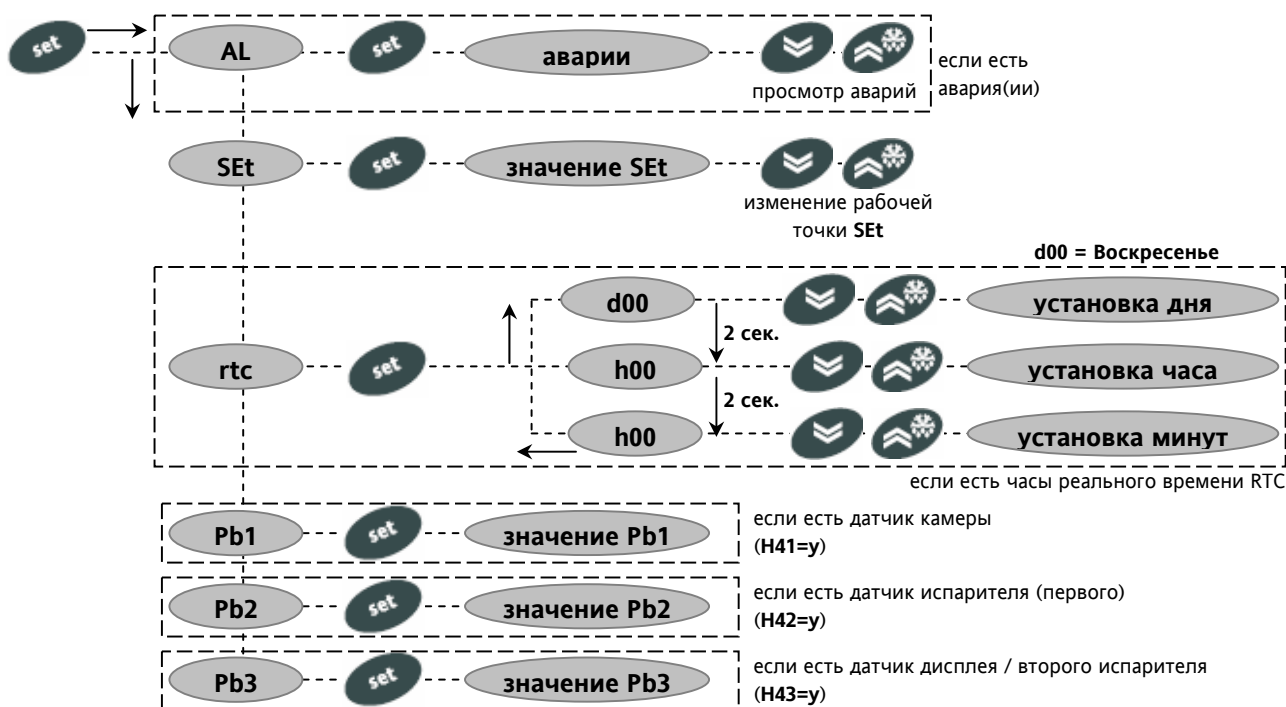 set
AL
set
аварии
если есть
авария(ии)
просмотр аварий
SEt
set
значение SEt
изменение рабочей
точки SEt
d00 = Воскресенье
d00
установка дня
2 сек.
rtc
set
h00
установка часа
2 сек.
h00
установка минут
если есть часы реального времени RTC
Pb1
set
значение Pb1
если есть датчик камеры
(H41=y)
Pb2
set
значение Pb2
если есть датчик испарителя (первого)
(H42=y)
Pb3
set
значение Pb3
если есть датчик дисплея / второго испарителя
(H43=y)